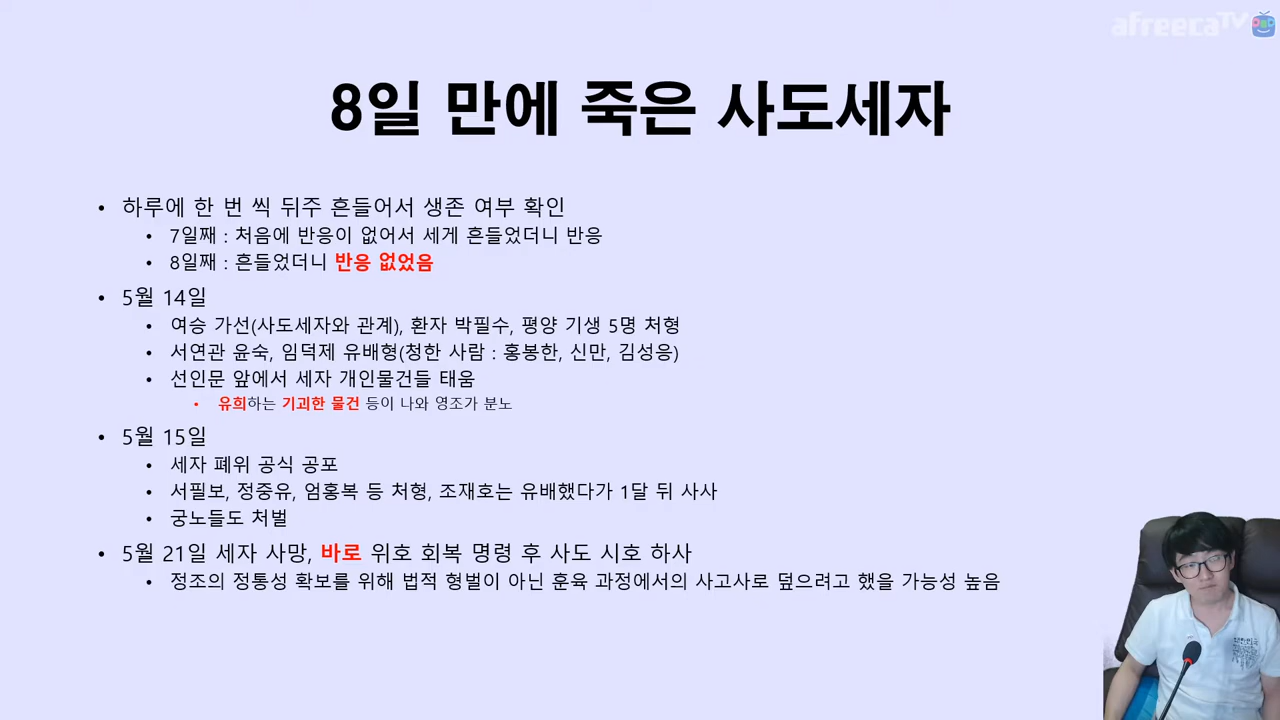 afreecaTV
8일 만에 죽은 사도세자
• 하루에 한 번 씩 뒤주 흔들어서 생존 여부 확인
• 7일째 : 처음에 반응이 없어서 세게 흔들었더니 반응
• 8일째 : 흔들었더니 반응 없었음
• 5월 14일
• 여승 가선(사도세자와 관계), 환자 박필수, 평양 기생 5명 처형
• 서연관 윤숙, 임덕제 유배형(청한 사람 : 홍봉한, 신만, 김성응)
• 선인문 앞에서 세자 개인물건들 태움
• 유희하는 기괴한 물건 등이 나와 영조가 분노
• 5월 15일
• 세자 폐위 공식 공포
• 서필보, 정중유, 엄홍복 등 처형, 조재호는 유배했다가 1달 뒤 사사
• 궁노들도 처벌
• 5월 21일 세자 사망, 바로 위호 회복 명령 후 사도 시호 하사
• 정조의 정통성 확보를 위해 법적 형벌이 아닌 훈육 과정에서의 사고사로 덮으려고 했을 가능성 높음